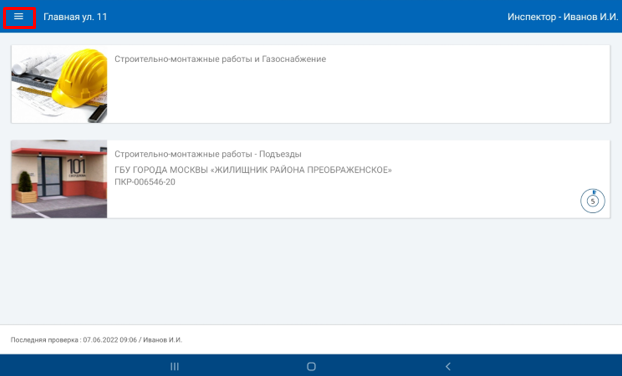 Главная ул. 11
Инспектор - Иванов И.И.
Строительно-монтажные работы и Газоснабжение
101
Строительно-монтажные работы - Подъезды
ГБУ ГОРОДА МОСКВЫ «ЖИЛИЩНИК РАЙОНА ПРЕОБРАЖЕНСКОЕ»
ПКР-006546-20
5
Последняя проверка : 07.06.2022 09:06 / Иванов И.И.